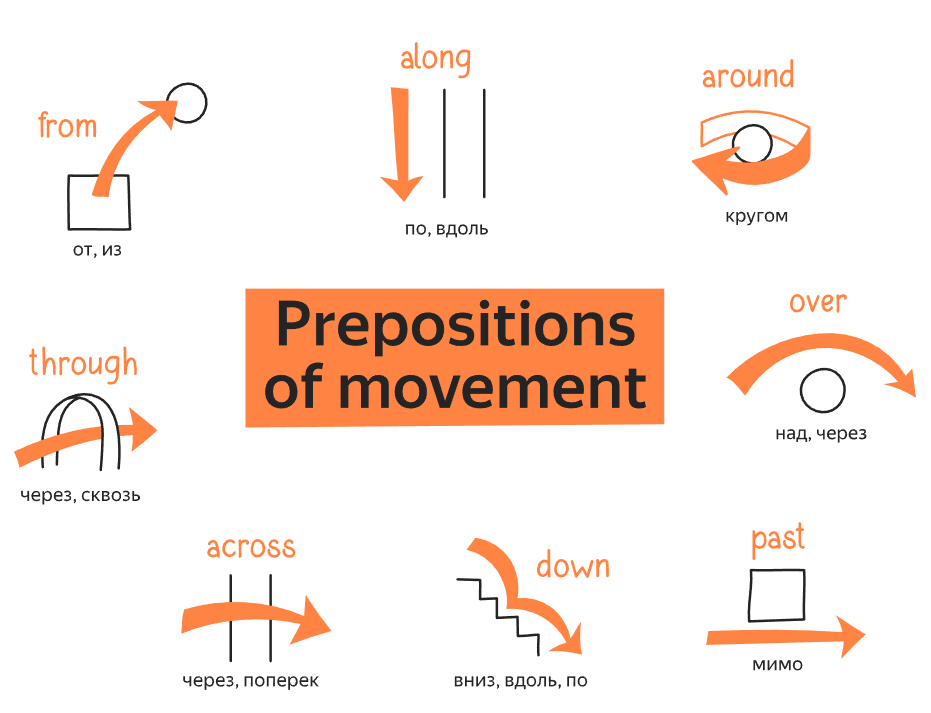 along
around
from
кругом
по, вдоль
от, из
Prepositions
of movement
over
through
над, через
через, сквозь
past
across
down
мимо
через, поперек
вниз, вдоль, по